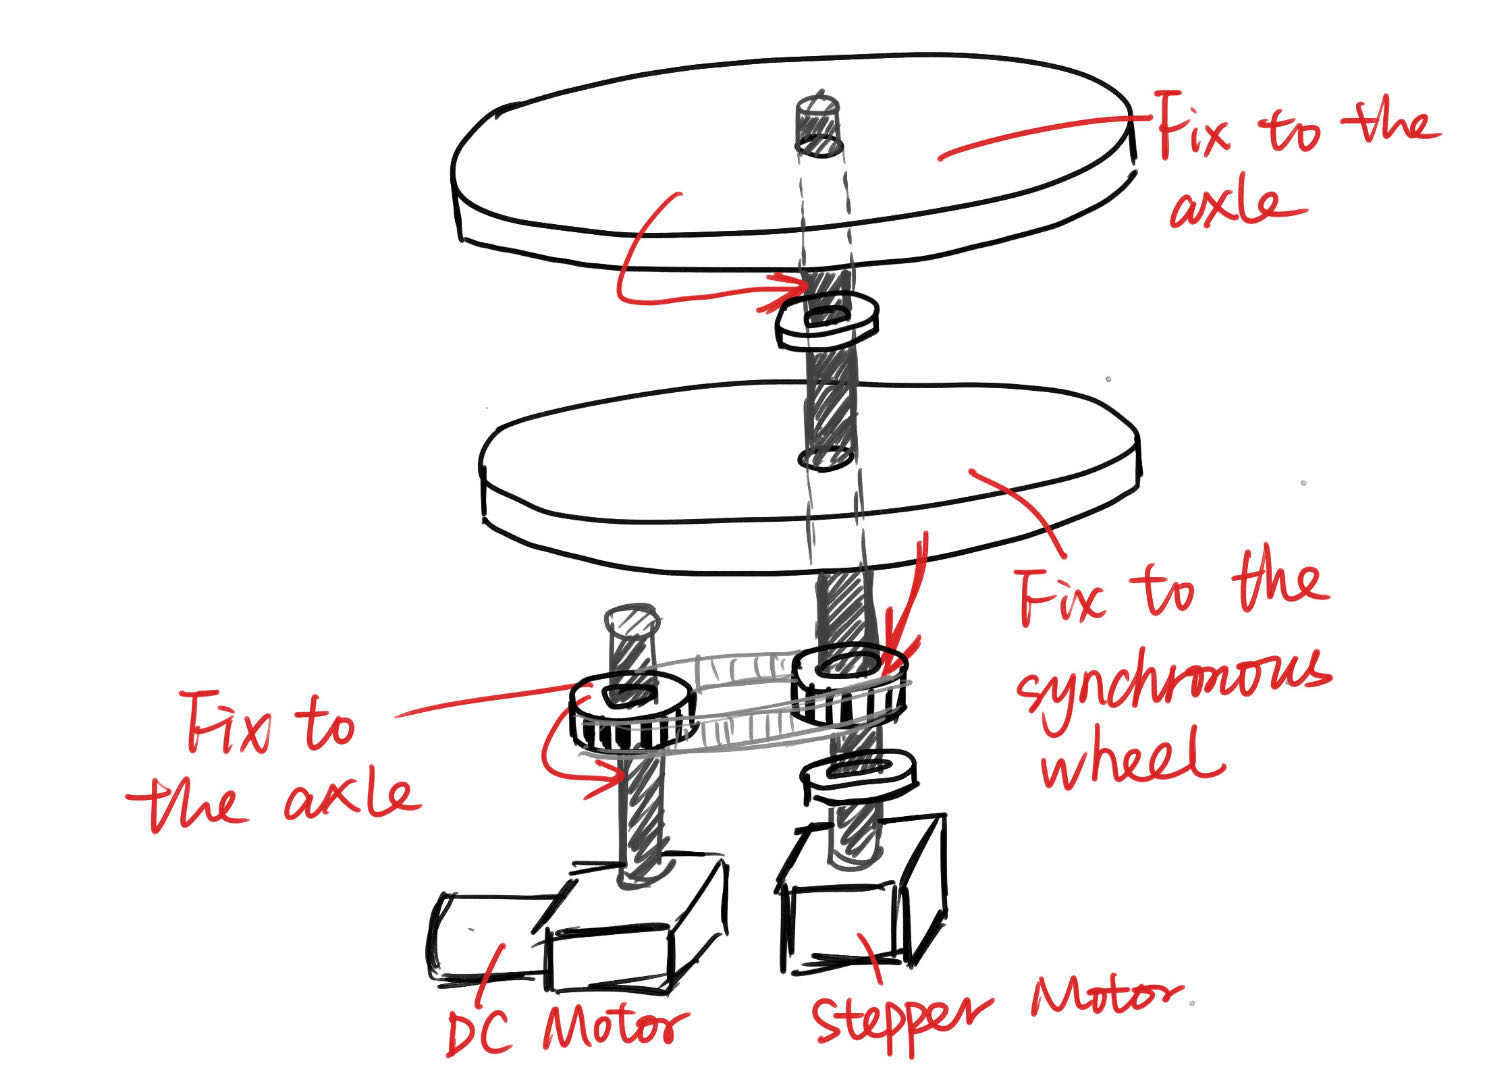 Fix to the
axle
Fix to the
synchronous
wheel
Fix to
the axle
DC Motor
Stepper Motor.